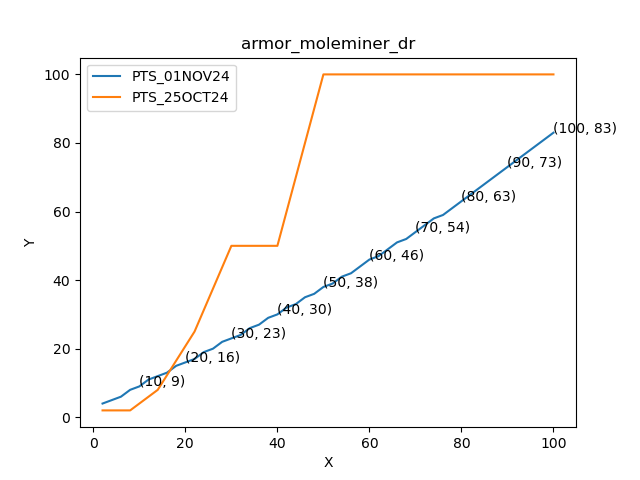 armor_moleminer_dr
PTS_01NOV24
PTS_25OCT24
Y
100
80
60
40
20
0
(100, 83)
(90, 73)
(80, 63)
(70, 54)
(60, 46)
(50, 38)
(40, 30)
(30, 23)
(20, 16)
(10, 9)
0 20 40 60 80 100
X